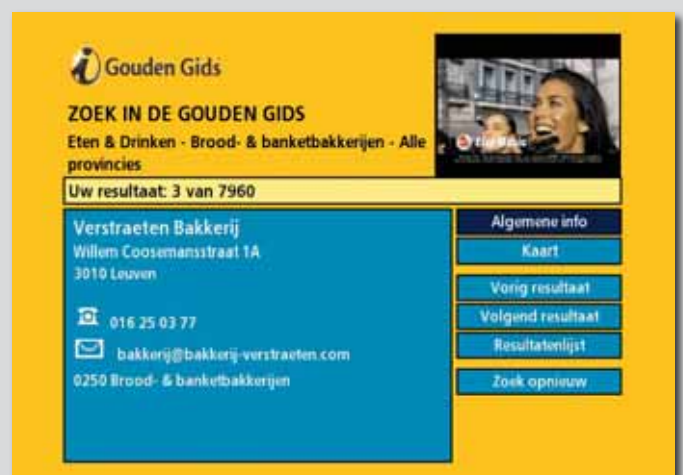 i Gouden Gids
ZOEK IN DE GOUDEN GIDS
Eten & Drinken - Brood- & banketbakkerijen - Alle
provincies
Uw resultaat: 3 van 7960
Verstraeten Bakkerij
Willem Coosemansstraat 1A
3010 Leuven
016 25 03 77
bakkerij@bakkerij-verstraeten.com
0250 Brood- & banketbakkerijen
Algemene info
Kaart
Vorig resultaat
Volgend resultaat
Resultatenlijst
Zoek opnieuw